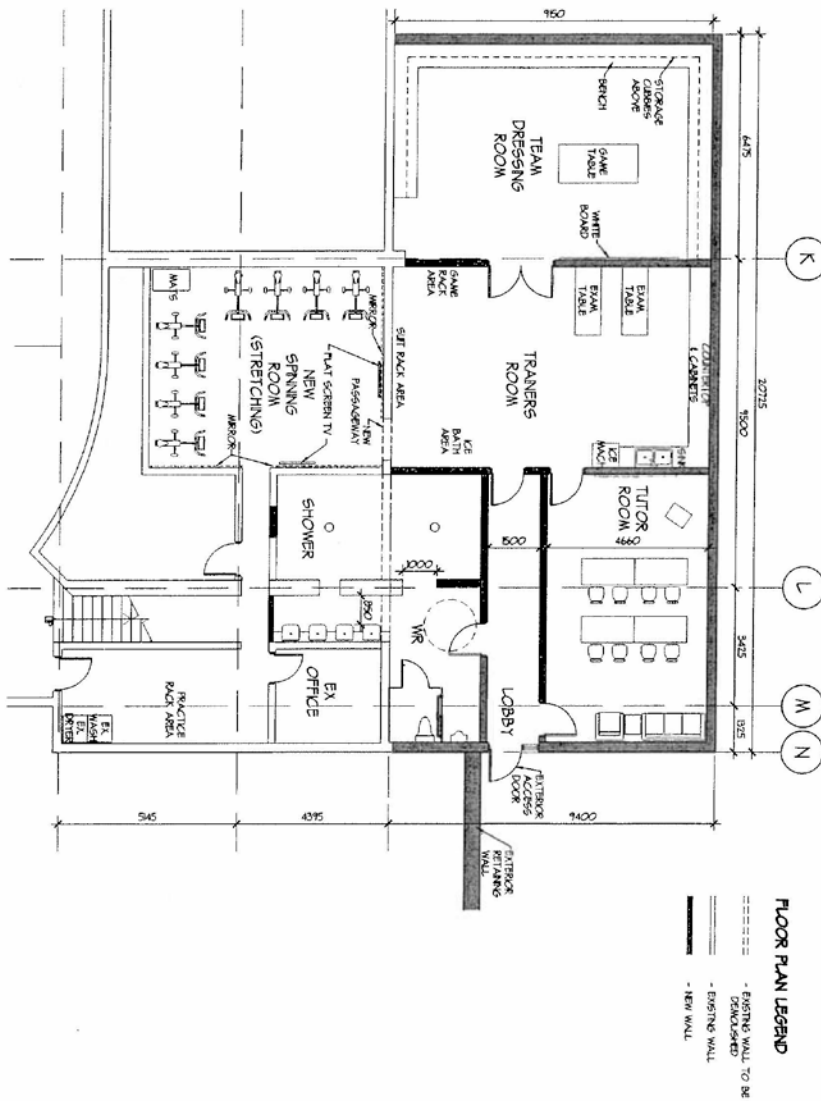 9150
20725
6475
9500
3425
1325
K
L
M
N
STORAGE
CUBBIES
ABOVE
BENCH
TEAM
DRESSING
ROOM
GAME
TABLE
WHITE
BOARD
GAME
RACK
AREA
EXAM
TABLE
EXAM
TABLE
COUNTERTOP
& CABINETS
TRAINERS
ROOM
SUIT RACK AREA
ICE
BATH
AREA
ICE
MACH
SINK
MATS
MIRROR
FLAT SCREEN TV
NEW
PASSAGEWAY
NEW
SPINNING
ROOM
(STRETCHING)
MIRROR
SHOWER
TUTOR
ROOM
1500
4660
1000
850
WR
LOBBY
EX
OFFICE
PRACTICE
RACK AREA
EX.
WASH
EX.
DRYER
EXTERIOR
ACCESS
DOOR
EXTERIOR
RETAINING
WALL
5145
4395
9400
FLOOR PLAN LEGEND
- EXISTING WALL TO BE
DEMOLISHED
- EXISTING WALL
- NEW WALL